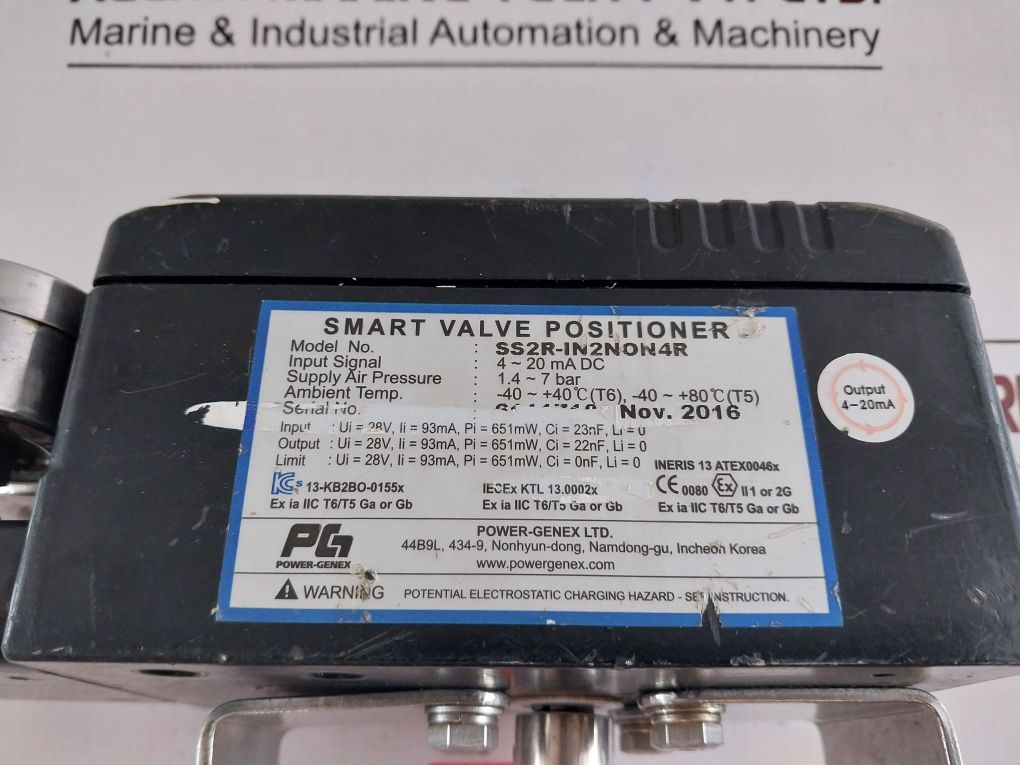 Marine & Industrial Automation & Machinery
SMART VALVE POSITIONER
Model No. : SS2R-IN2NON4R
Input Signal : 4 ~ 20 mA DC
Supply Air Pressure : 1.4 ~ 7 bar
Ambient Temp. : -40 ~ +40℃(T6), -40 ~ +80℃(T5)
Serial No. Nov. 2016
Input : Ui = 28V, Ii = 93mA, Pi = 651mW, Ci = 23nF, Li = 0
Output : Ui = 28V, Ii = 93mA, Pi = 651mW, Ci = 22nF, Li = 0
Limit : Ui = 28V, Ii = 93mA, Pi = 651mW, Ci = 0nF, Li = 0
INERIS 13 ATEX0046x
KCs 13-KB2BO-0155x IECEx KTL 13.0002x CE 0080 Ex II 1 or 2G
Ex ia IIC T6/T5 Ga or Gb Ex ia IIC T6/T5 Ga or Gb Ex ia IIC T6/T5 Ga or Gb
PG
POWER-GENEX
POWER-GENEX LTD.
44B9L, 434-9, Nonhyun-dong, Namdong-gu, Incheon Korea
www.powergenex.com
WARNING POTENTIAL ELECTROSTATIC CHARGING HAZARD - SEE INSTRUCTION.
Output
4~20mA